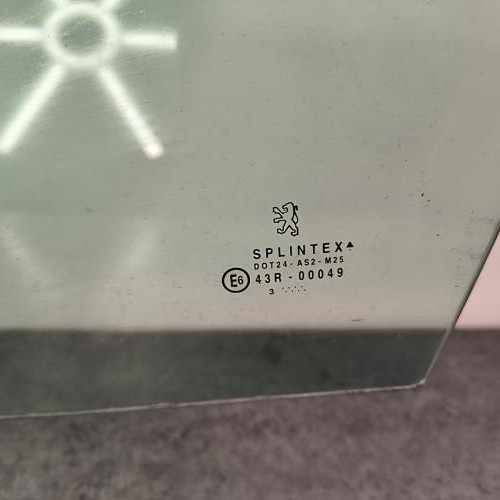 SPLINTEX
DOT24-AS2-M25
E6 43R-00049
3